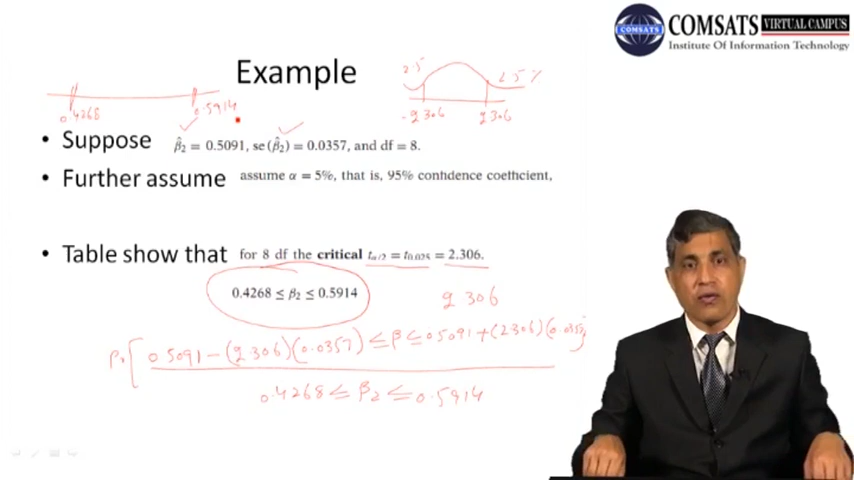 COMSATS VIRTUAL CAMPUS
COMSATS
Institute Of Information Technology
Example
0.4268
0.5914
2.5
2.5 %
-2 306
2 306
• Suppose β̂₂ = 0.5091, se (β̂₂) = 0.0357, and df = 8.
• Further assume assume α = 5%, that is, 95% confidence coefficient,
• Table show that for 8 df the critical tα/2 = t0.025 = 2.306.
0.4268 ≤ β₂ ≤ 0.5914
2 306
Pr[ 0.5091 - (2 306)(0.0357) ≤ β ≤ 0.5091 + (2 306)(0.0357)
0.4268 ≤ β₂ ≤ 0.5914